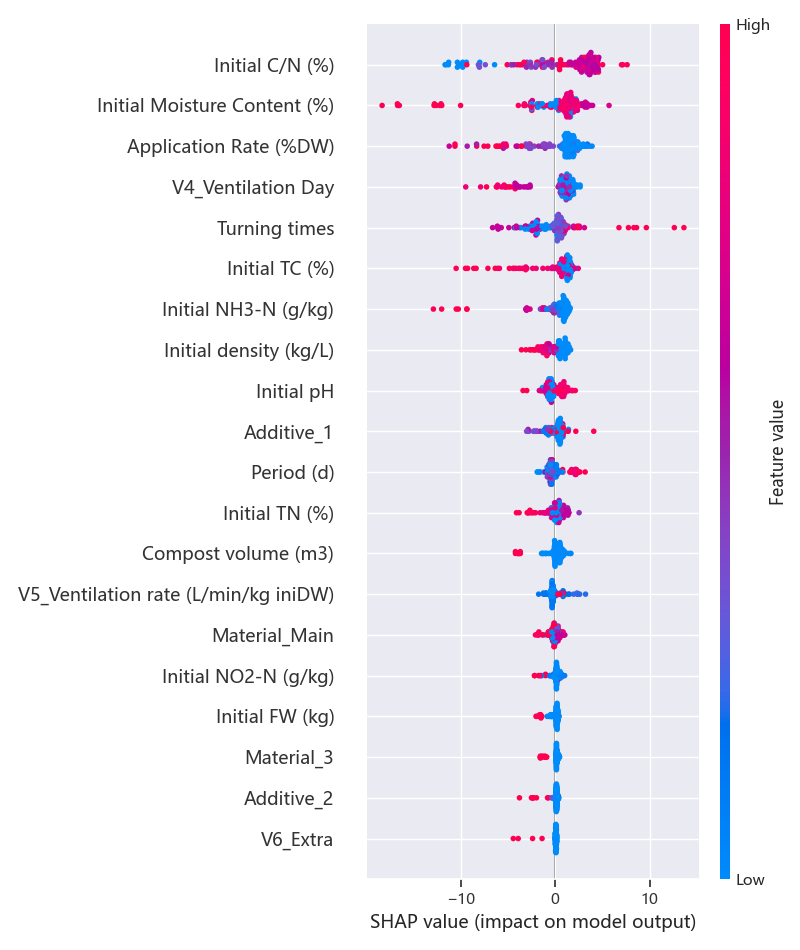 High
Initial C/N (%)
Initial Moisture Content (%)
Application Rate (%DW)
V4_Ventilation Day
Turning times
Initial TC (%)
Initial NH3-N (g/kg)
Initial density (kg/L)
Initial pH
Additive_1
Period (d)
Initial TN (%)
Compost volume (m3)
V5_Ventilation rate (L/min/kg iniDW)
Material_Main
Initial NO2-N (g/kg)
Initial FW (kg)
Material_3
Additive_2
V6_Extra
Feature value
Low
−10 0 10
SHAP value (impact on model output)